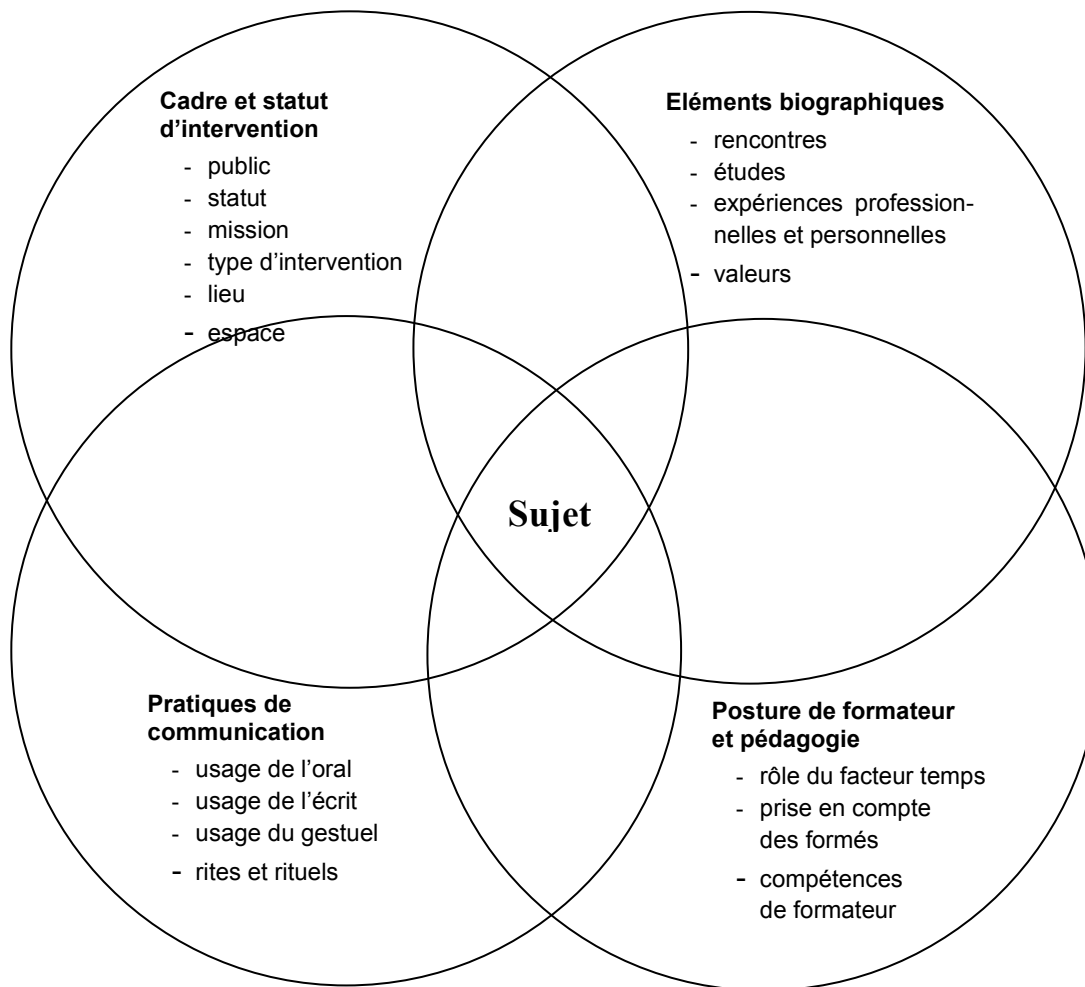 Cadre et statut
d’intervention
- public
- statut
- mission
- type d’intervention
- lieu
- espace
Eléments biographiques
- rencontres
- études
- expériences profession-
nelles et personnelles
- valeurs
Sujet
Pratiques de
communication
- usage de l’oral
- usage de l’écrit
- usage du gestuel
- rites et rituels
Posture de formateur
et pédagogie
- rôle du facteur temps
- prise en compte
des formés
- compétences
de formateur